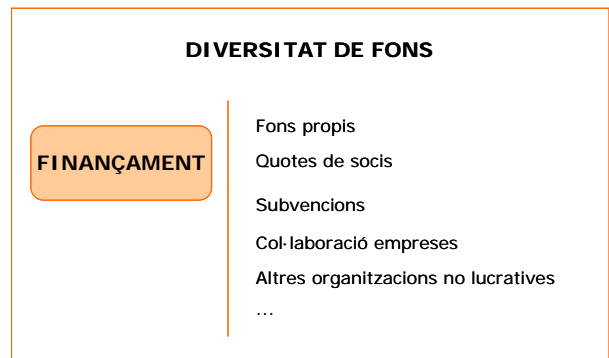 DIVERSITAT DE FONS
FINANÇAMENT
Fons propis
Quotes de socis
Subvencions
Col·laboració empreses
Altres organitzacions no lucratives
...